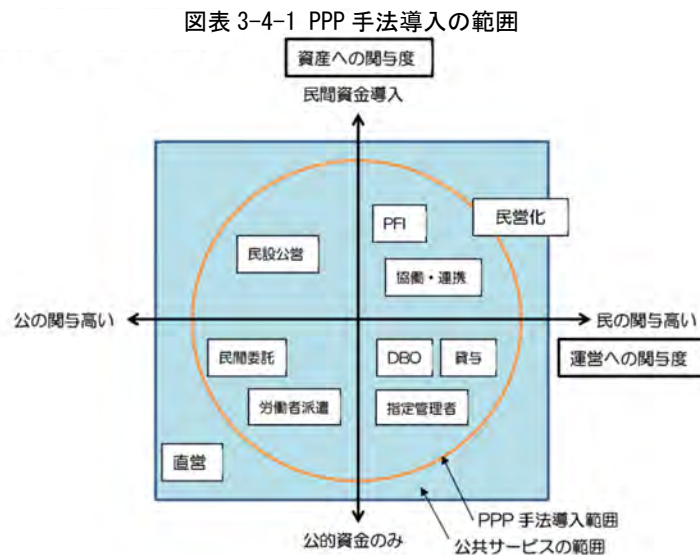 図表 3-4-1 PPP 手法導入の範囲
資産への関与度
民間資金導入
PFI
民営化
民設公営
協働・連携
公の関与高い
民の関与高い
民間委託
DBO
貸与
運営への関与度
労働者派遣
指定管理者
直営
PPP 手法導入範囲
公的資金のみ
公共サービスの範囲